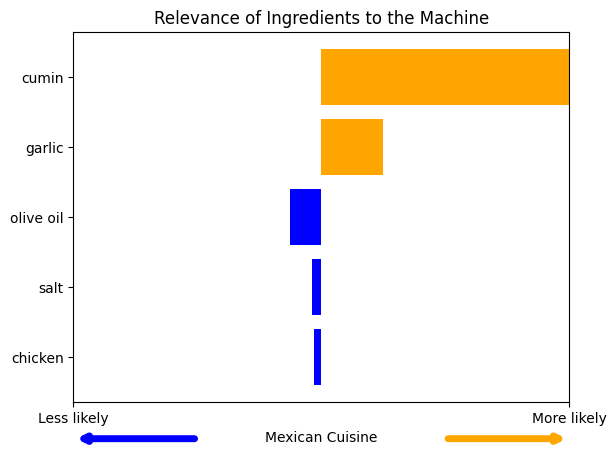 Relevance of Ingredients to the Machine
cumin
garlic
olive oil
salt
chicken
Less likely
More likely
Mexican Cuisine